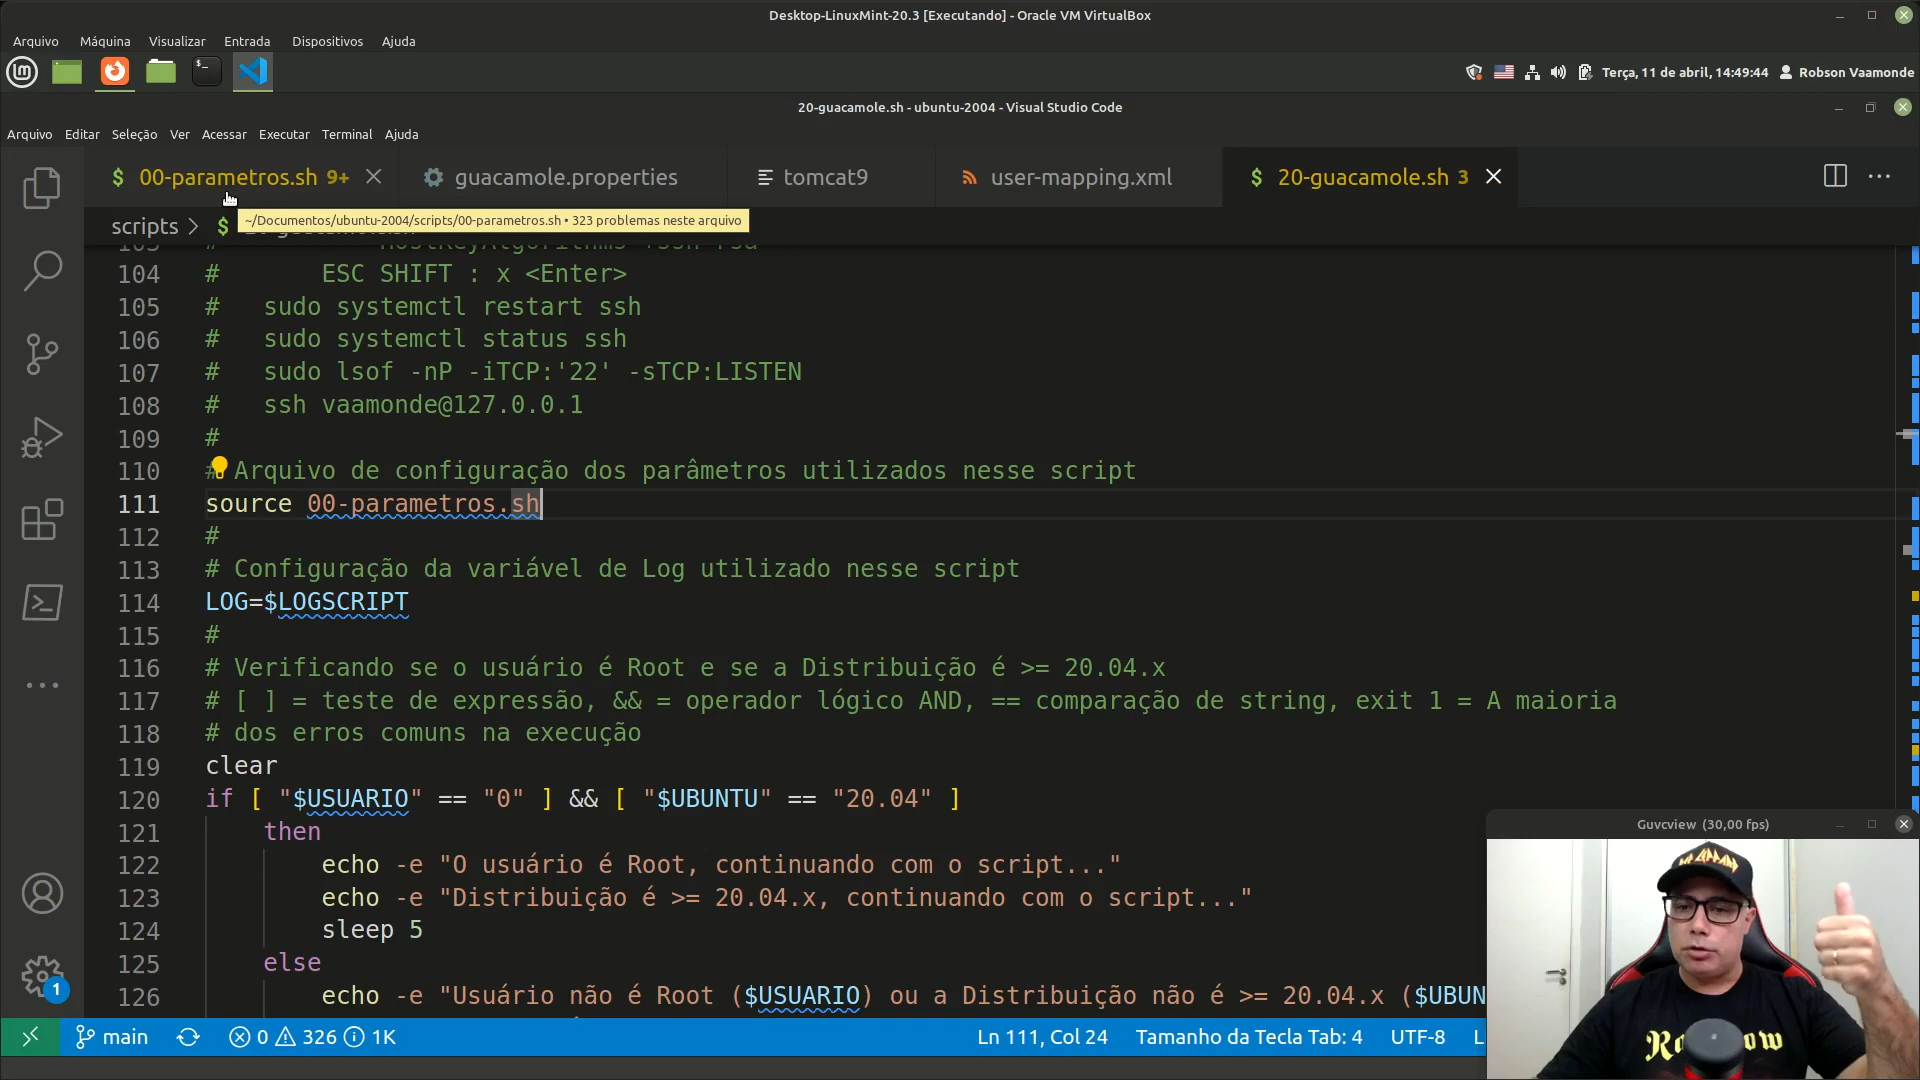 Desktop-LinuxMint-20.3 [Executando] - Oracle VM VirtualBox
Arquivo Máquina Visualizar Entrada Dispositivos Ajuda
Terça, 11 de abril, 14:49:44 Robson Vaamonde
20-guacamole.sh - ubuntu-2004 - Visual Studio Code
Arquivo Editar Seleção Ver Acessar Executar Terminal Ajuda
$ 00-parametros.sh 9+ guacamole.properties tomcat9 user-mapping.xml $ 20-guacamole.sh 3
scripts > $
~/Documentos/ubuntu-2004/scripts/00-parametros.sh • 323 problemas neste arquivo
104 # ESC SHIFT : x <Enter>
105 # sudo systemctl restart ssh
106 # sudo systemctl status ssh
107 # sudo lsof -nP -iTCP:'22' -sTCP:LISTEN
108 # ssh vaamonde@127.0.0.1
109 #
110 # Arquivo de configuração dos parâmetros utilizados nesse script
111 source 00-parametros.sh
112 #
113 # Configuração da variável de Log utilizado nesse script
114 LOG=$LOGSCRIPT
115 #
116 # Verificando se o usuário é Root e se a Distribuição é >= 20.04.x
117 # [ ] = teste de expressão, && = operador lógico AND, == comparação de string, exit 1 = A maioria
118 # dos erros comuns na execução
119 clear
120 if [ "$USUARIO" == "0" ] && [ "$UBUNTU" == "20.04" ]
121 then
122 echo -e "O usuário é Root, continuando com o script..."
123 echo -e "Distribuição é >= 20.04.x, continuando com o script..."
124 sleep 5
125 else
126 echo -e "Usuário não é Root ($USUARIO) ou a Distribuição não é >= 20.04.x ($UBUN
Guvcview (30,00 fps)
1
main 0 326 1K
Ln 111, Col 24 Tamanho da Tecla Tab: 4 UTF-8 L